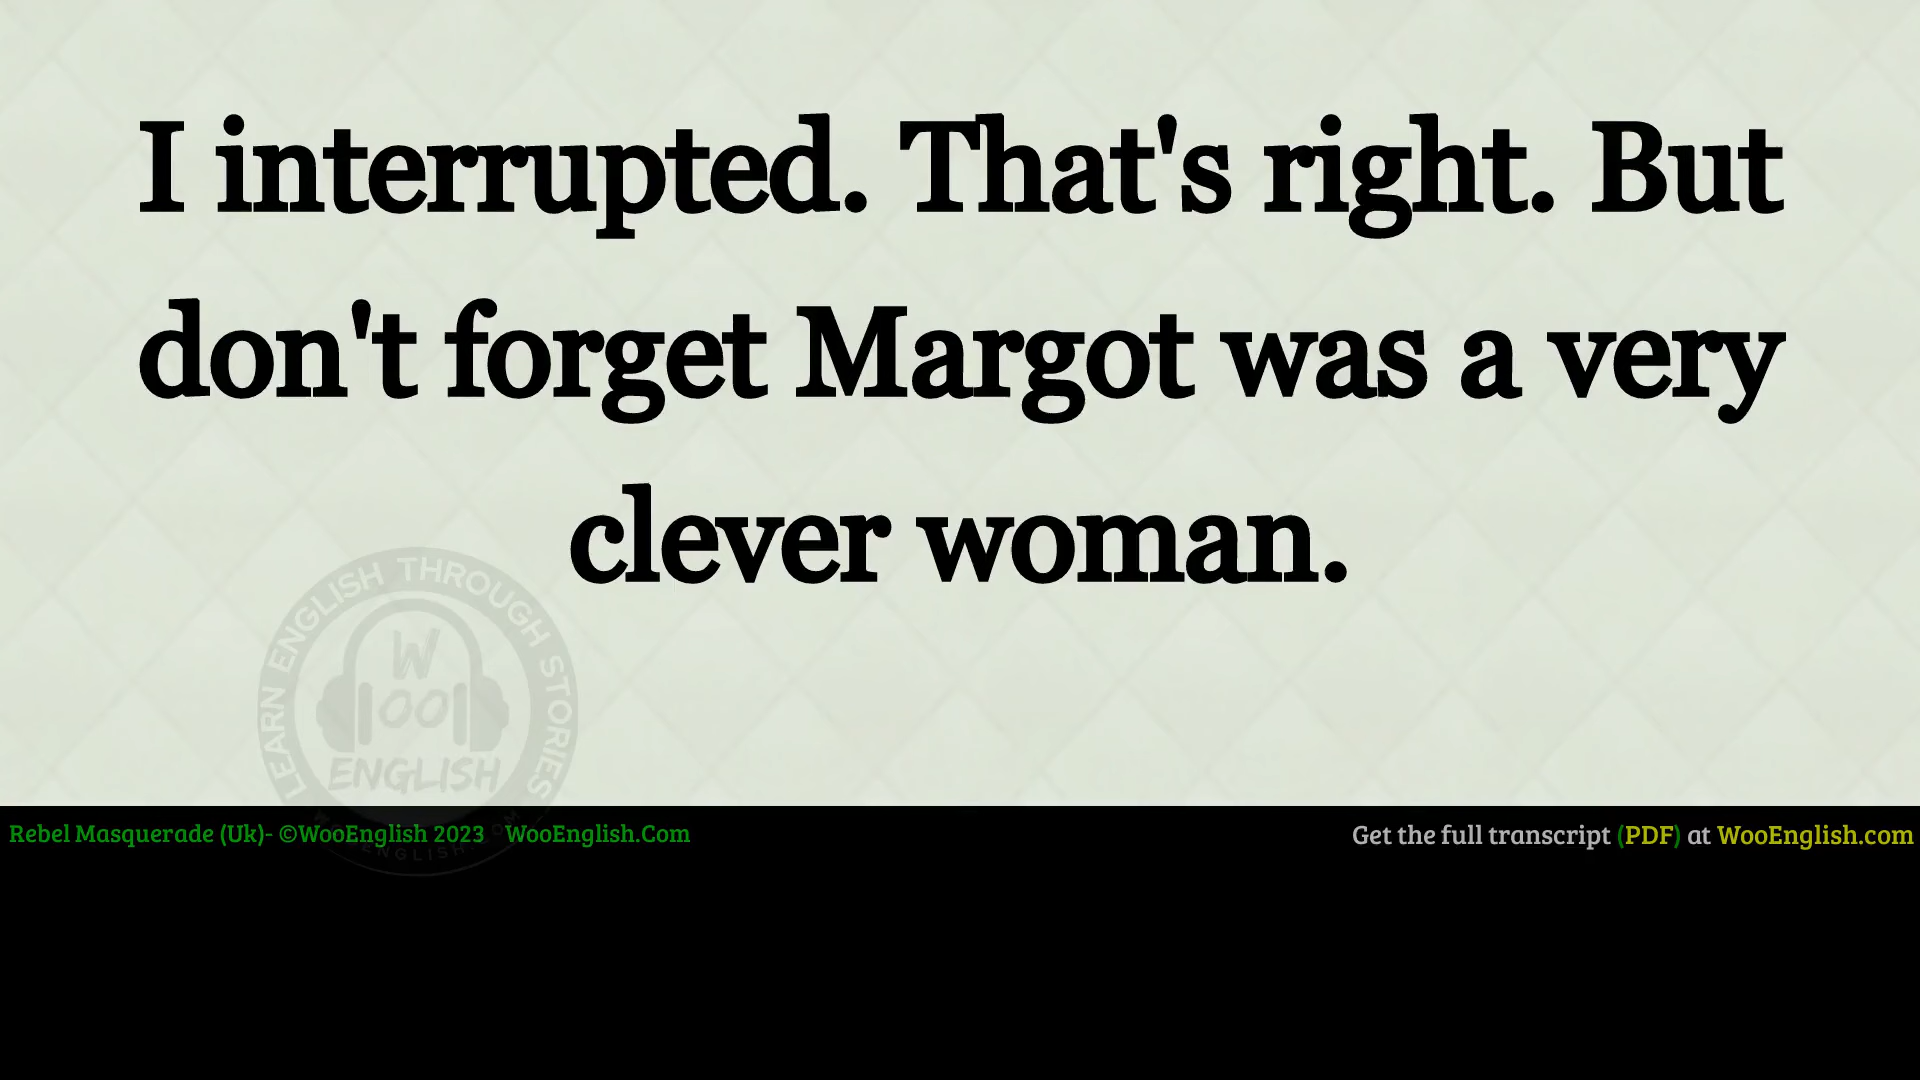 I interrupted. That's right. But
don't forget Margot was a very
clever woman.
LEARN ENGLISH THROUGH STORIES
W
OO
ENGLISH
Rebel Masquerade (Uk)- ©WooEnglish 2023 WooEnglish.Com
Get the full transcript (PDF) at WooEnglish.com